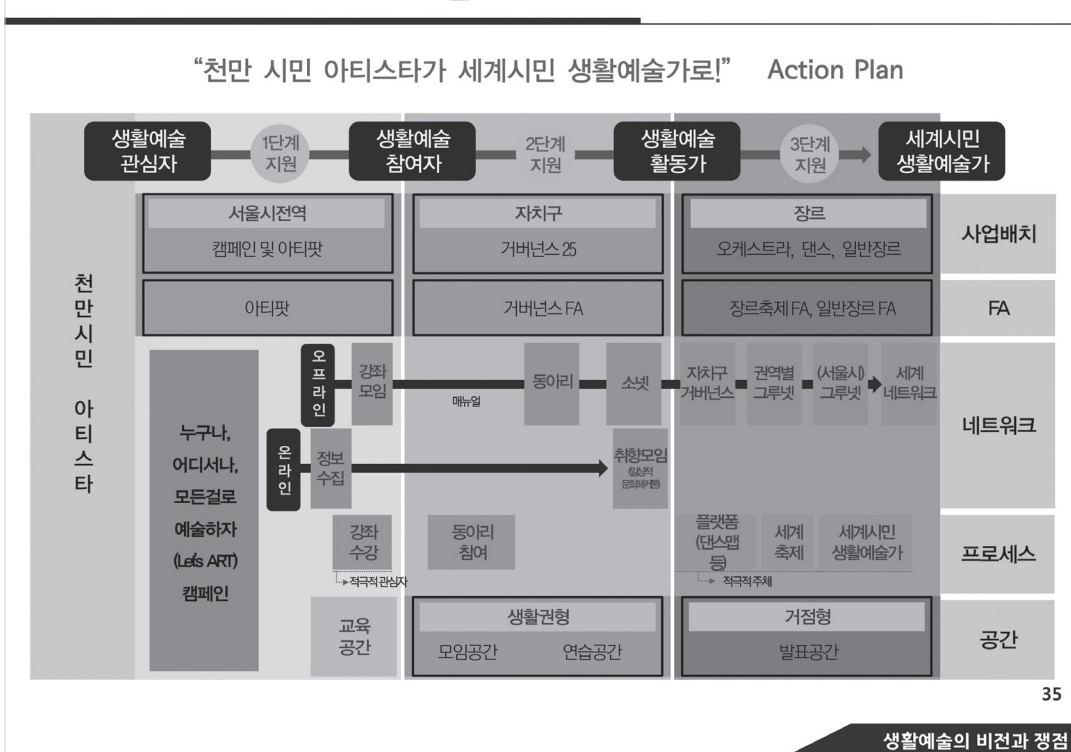 “천만 시민 아티스타가 세계시민 생활예술가로!” Action Plan
생활예술
관심자
1단계
지원
생활예술
참여자
2단계
지원
생활예술
활동가
3단계
지원
세계시민
생활예술가
천만시민 아티스타
서울시전역
캠페인 및 아티팟
자치구
거버넌스 25
장르
오케스트라, 댄스, 일반장르
사업배치
아티팟
거버넌스 FA
장르축제 FA, 일반장르 FA
FA
누구나,
어디서나,
모든걸로
예술하자
(Let's ART)
캠페인
오프라인
강좌
모임
매뉴얼
동아리
소넷
자치구
거버넌스
권역별
그루넷
(서울시)
그루넷
세계
네트워크
네트워크
온라인
정보
수집
취향모임
(일상적
강좌
수강
적극적 관심자
동아리
참여
플랫폼
(댄스맵
등)
세계
축제
세계시민
생활예술가
적극적 주체
프로세스
교육
공간
생활권형
모임공간 연습공간
거점형
발표공간
공간
35
생활예술의 비전과 쟁점